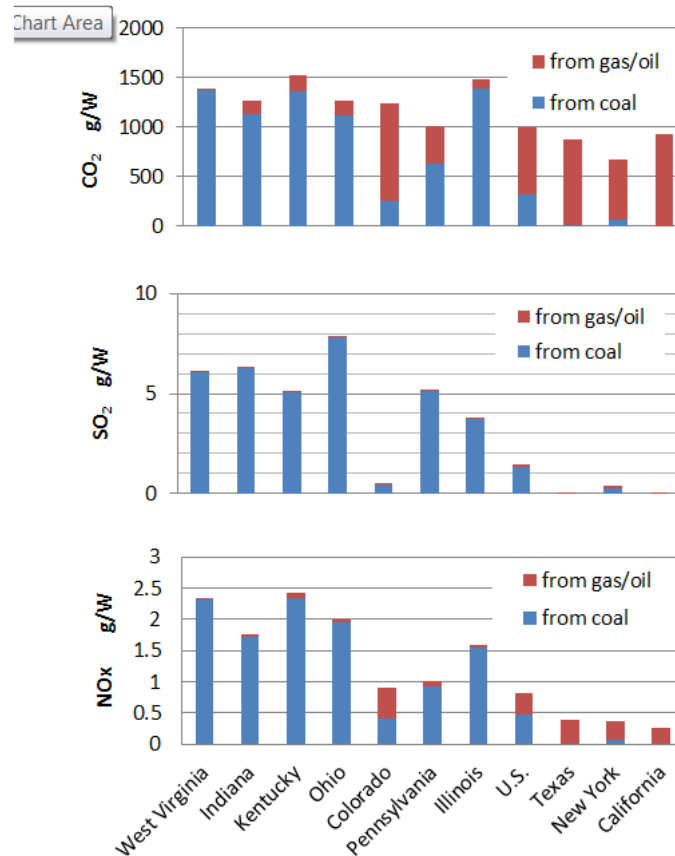 Chart Area
2000
1500
1000
500
0
CO₂ g/W
from gas/oil
from coal
10
5
0
SO₂ g/W
from gas/oil
from coal
3
2.5
2
1.5
1
0.5
0
NOx g/W
from gas/oil
from coal
West Virginia
Indiana
Kentucky
Ohio
Colorado
Pennsylvania
Illinois
U.S.
Texas
New York
California